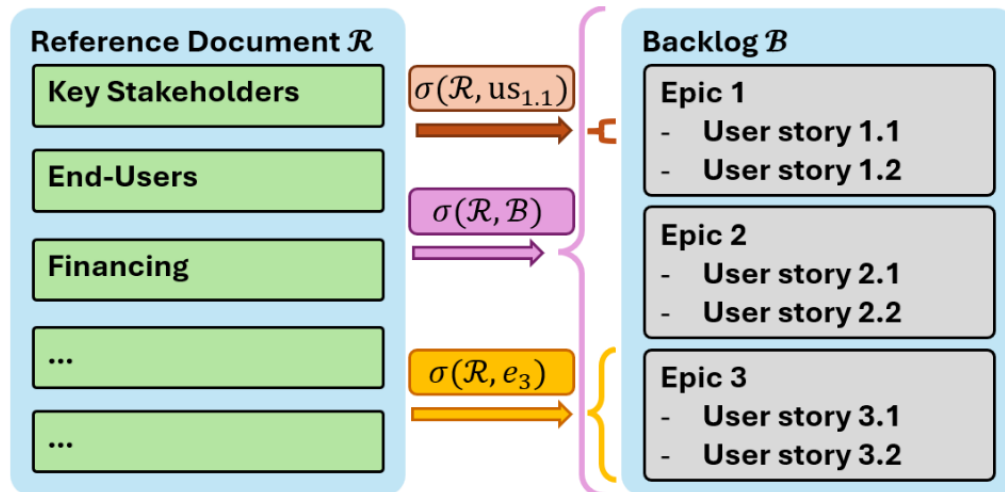 Reference Document ℛ
Key Stakeholders
End-Users
Financing
...
...
σ(ℛ, us₁.₁)
σ(ℛ, ℬ)
σ(ℛ, e₃)
Backlog ℬ
Epic 1
- User story 1.1
- User story 1.2
Epic 2
- User story 2.1
- User story 2.2
Epic 3
- User story 3.1
- User story 3.2